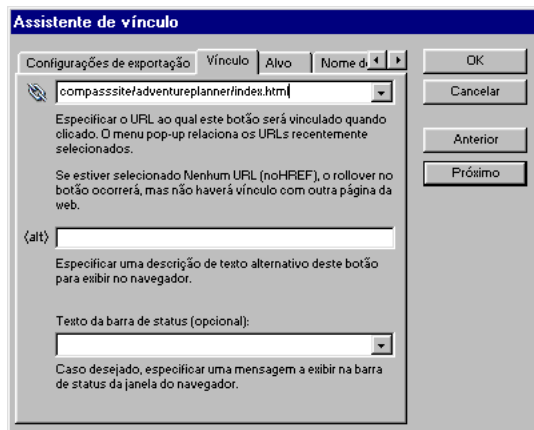 Assistente de vínculo
Configurações de exportação Vínculo Alvo Nome d
OK
compasssite/adventureplanner/index.html
Cancelar
Especificar o URL ao qual este botão será vinculado quando
clicado. O menu pop-up relaciona os URLs recentemente
selecionados.
Anterior
Próximo
Se estiver selecionado Nenhum URL (noHREF), o rollover no
botão ocorrerá, mas não haverá vínculo com outra página da
web.
<alt>
Especificar uma descrição de texto alternativo deste botão
para exibir no navegador.
Texto da barra de status (opcional):
Caso desejado, especificar uma mensagem a exibir na barra
de status da janela do navegador.